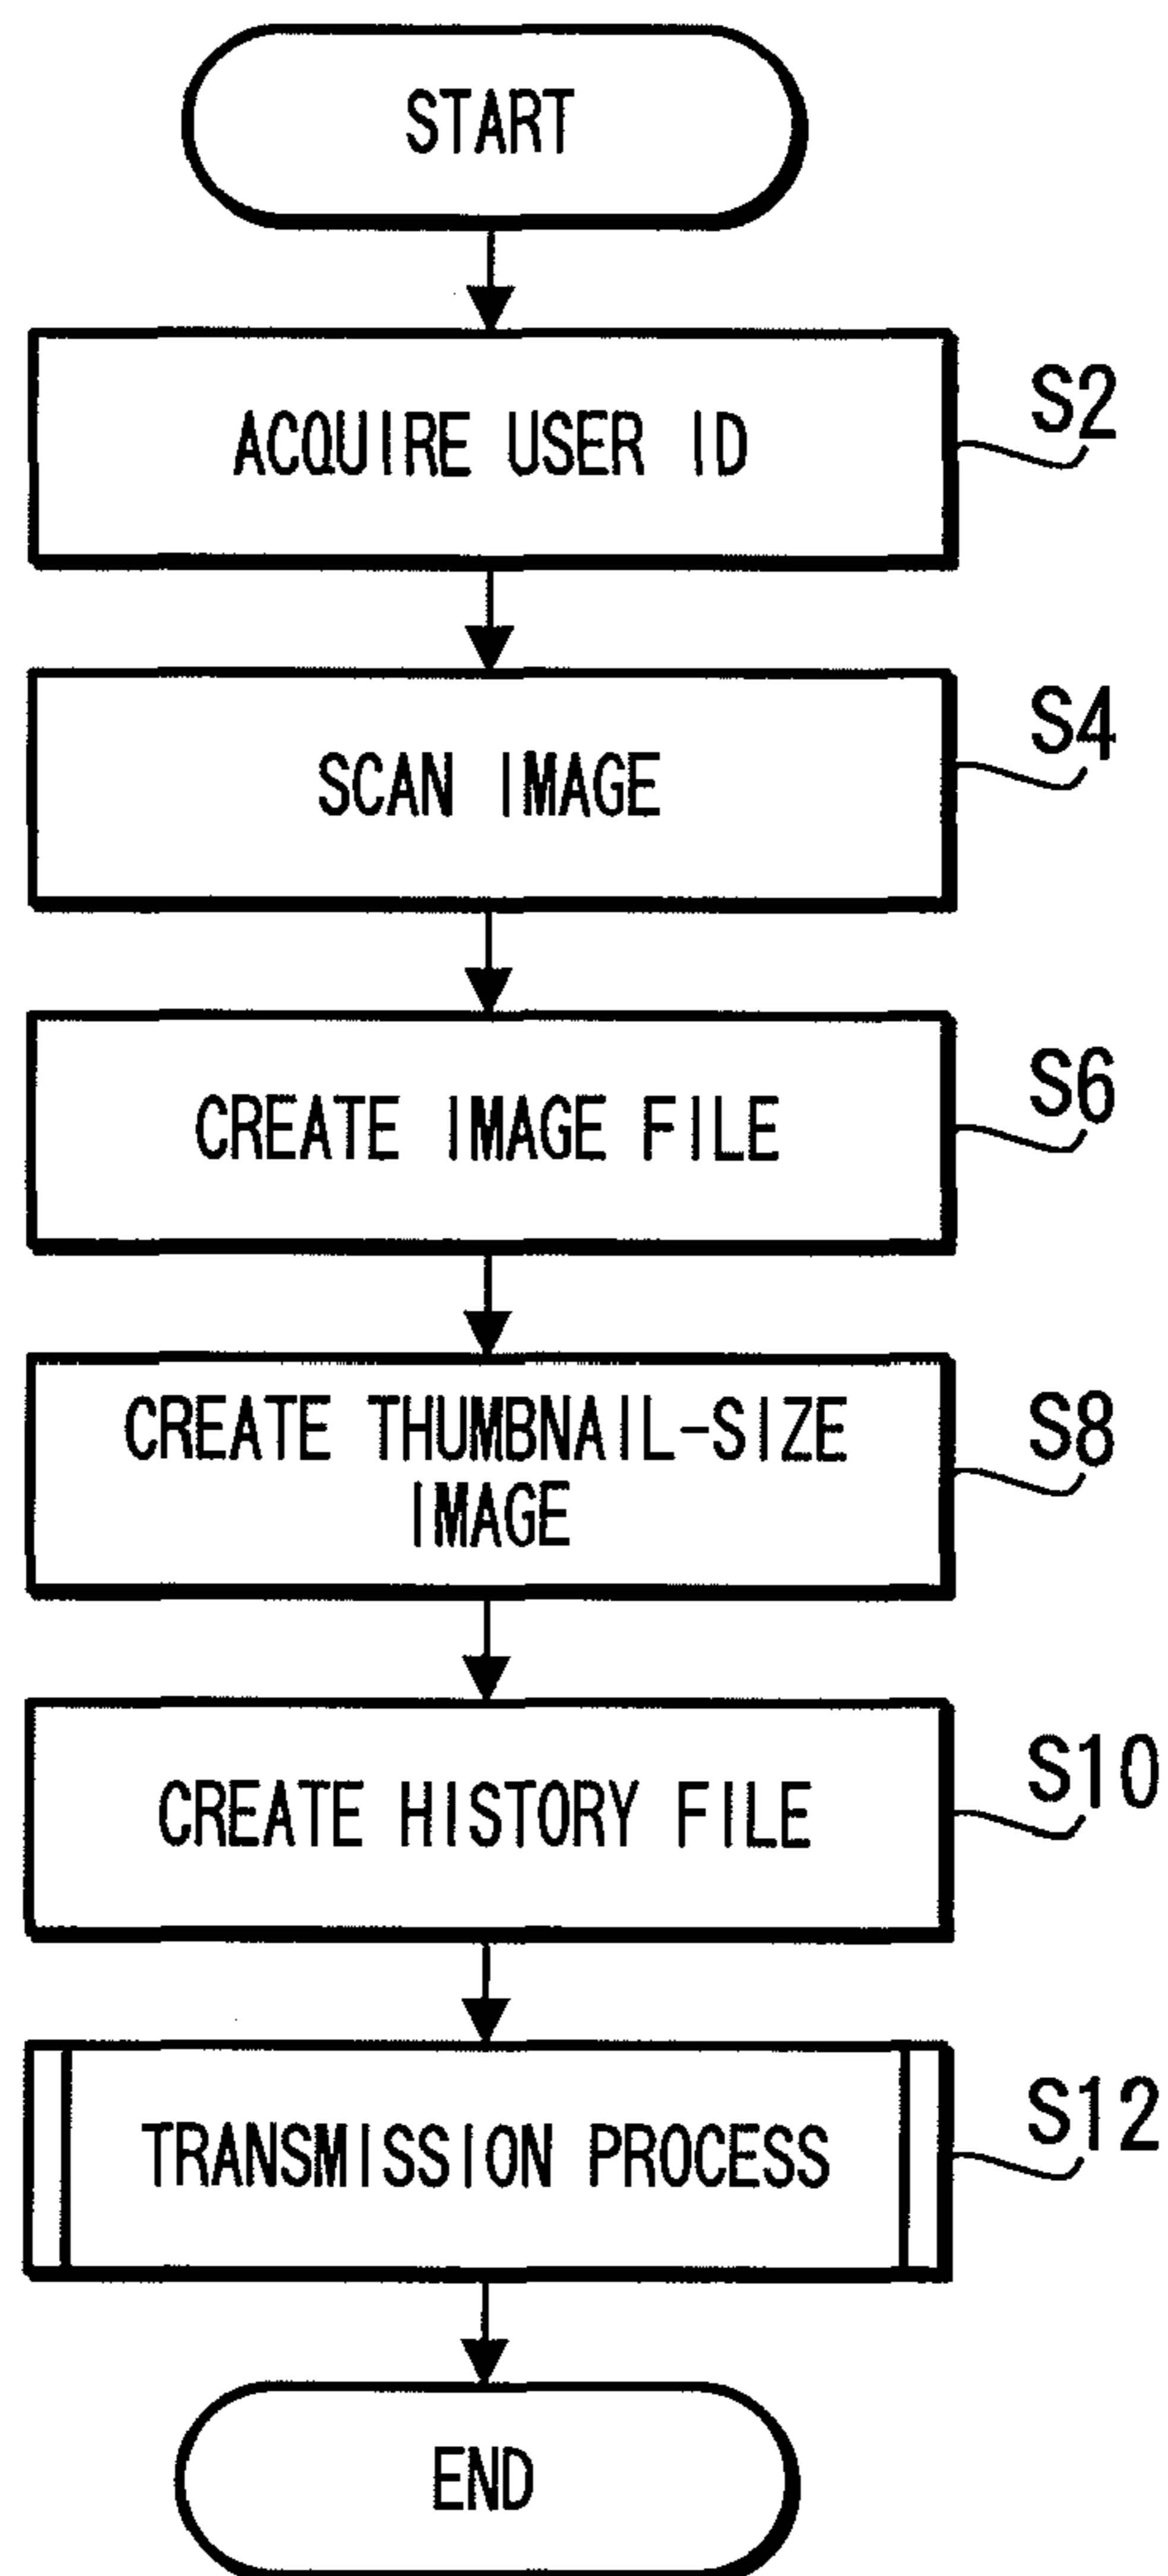 START
ACQUIRE USER ID
S2
SCAN IMAGE
S4
CREATE IMAGE FILE
S6
CREATE THUMBNAIL-SIZE
IMAGE
S8
CREATE HISTORY FILE
S10
TRANSMISSION PROCESS
S12
END